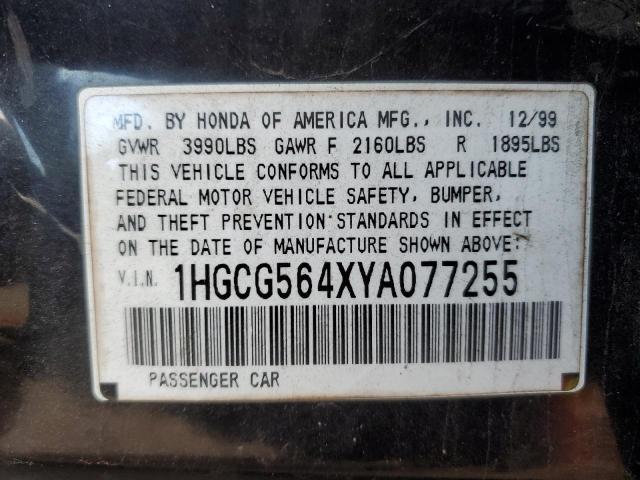 MFD. BY HONDA OF AMERICA MFG., INC. 12/99
GVWR 3990LBS GAWR F 2160LBS R 1895LBS
THIS VEHICLE CONFORMS TO ALL APPLICABLE
FEDERAL MOTOR VEHICLE SAFETY, BUMPER,
AND THEFT PREVENTION STANDARDS IN EFFECT
ON THE DATE OF MANUFACTURE SHOWN ABOVE:
V.I.N. 1HGCG564XYA077255
PASSENGER CAR